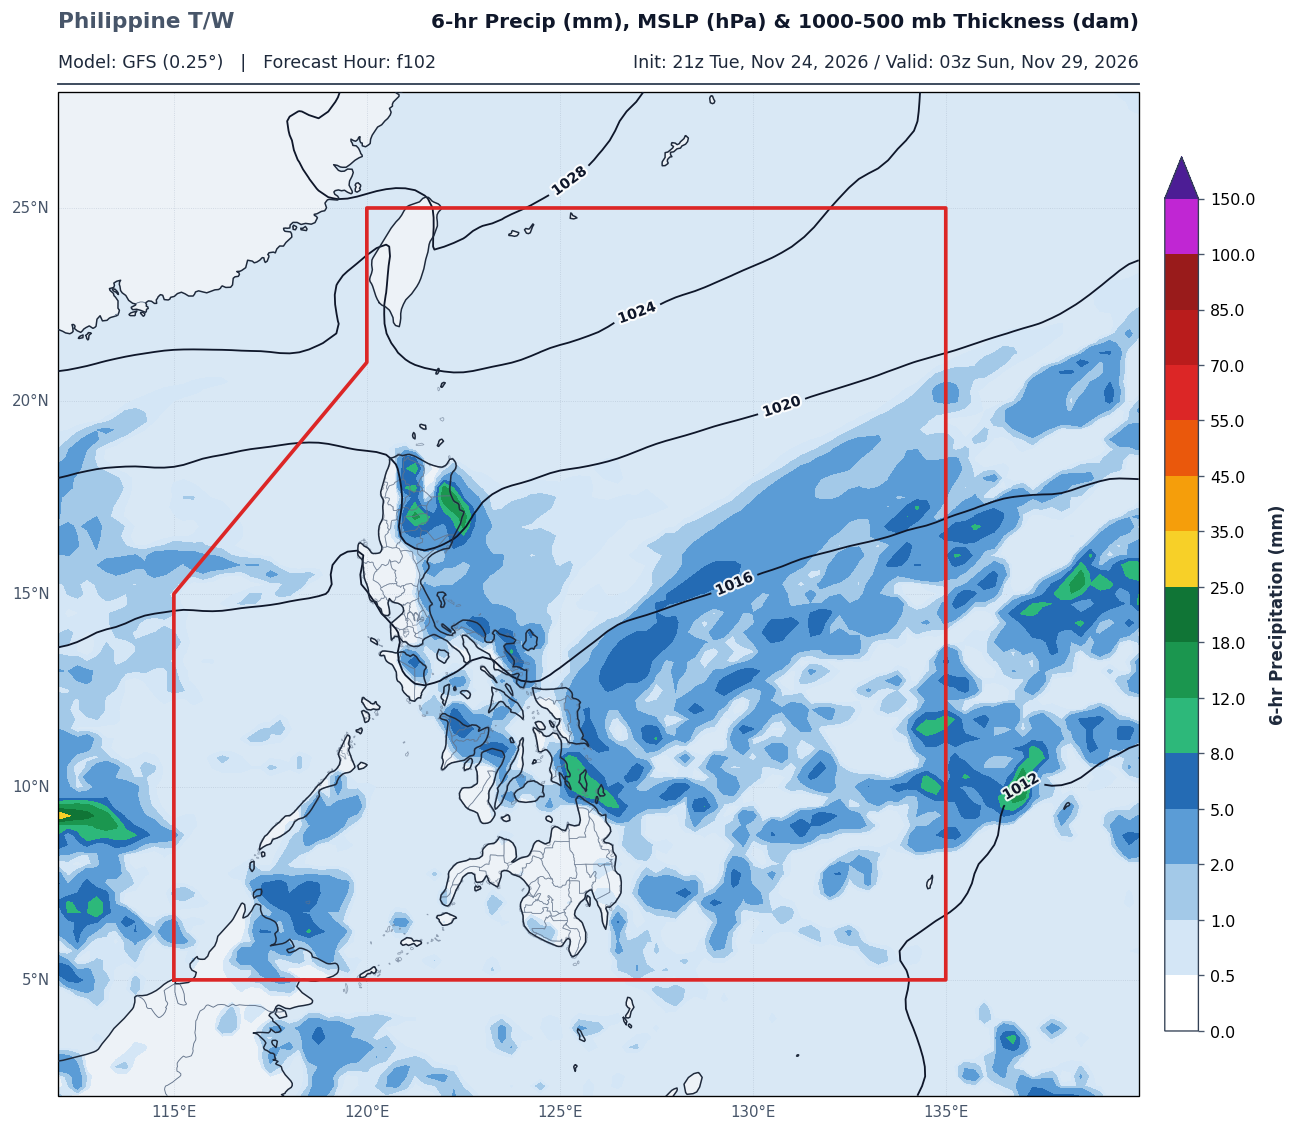 Philippine T/W
6-hr Precip (mm), MSLP (hPa) & 1000-500 mb Thickness (dam)
Model: GFS (0.25°) | Forecast Hour: f102
Init: 21z Tue, Nov 24, 2026 / Valid: 03z Sun, Nov 29, 2026
1028
1024
1020
1016
1012
25°N
20°N
15°N
10°N
5°N
115°E
120°E
125°E
130°E
135°E
150.0
100.0
85.0
70.0
55.0
45.0
35.0
25.0
18.0
12.0
8.0
5.0
2.0
1.0
0.5
0.0
6-hr Precipitation (mm)